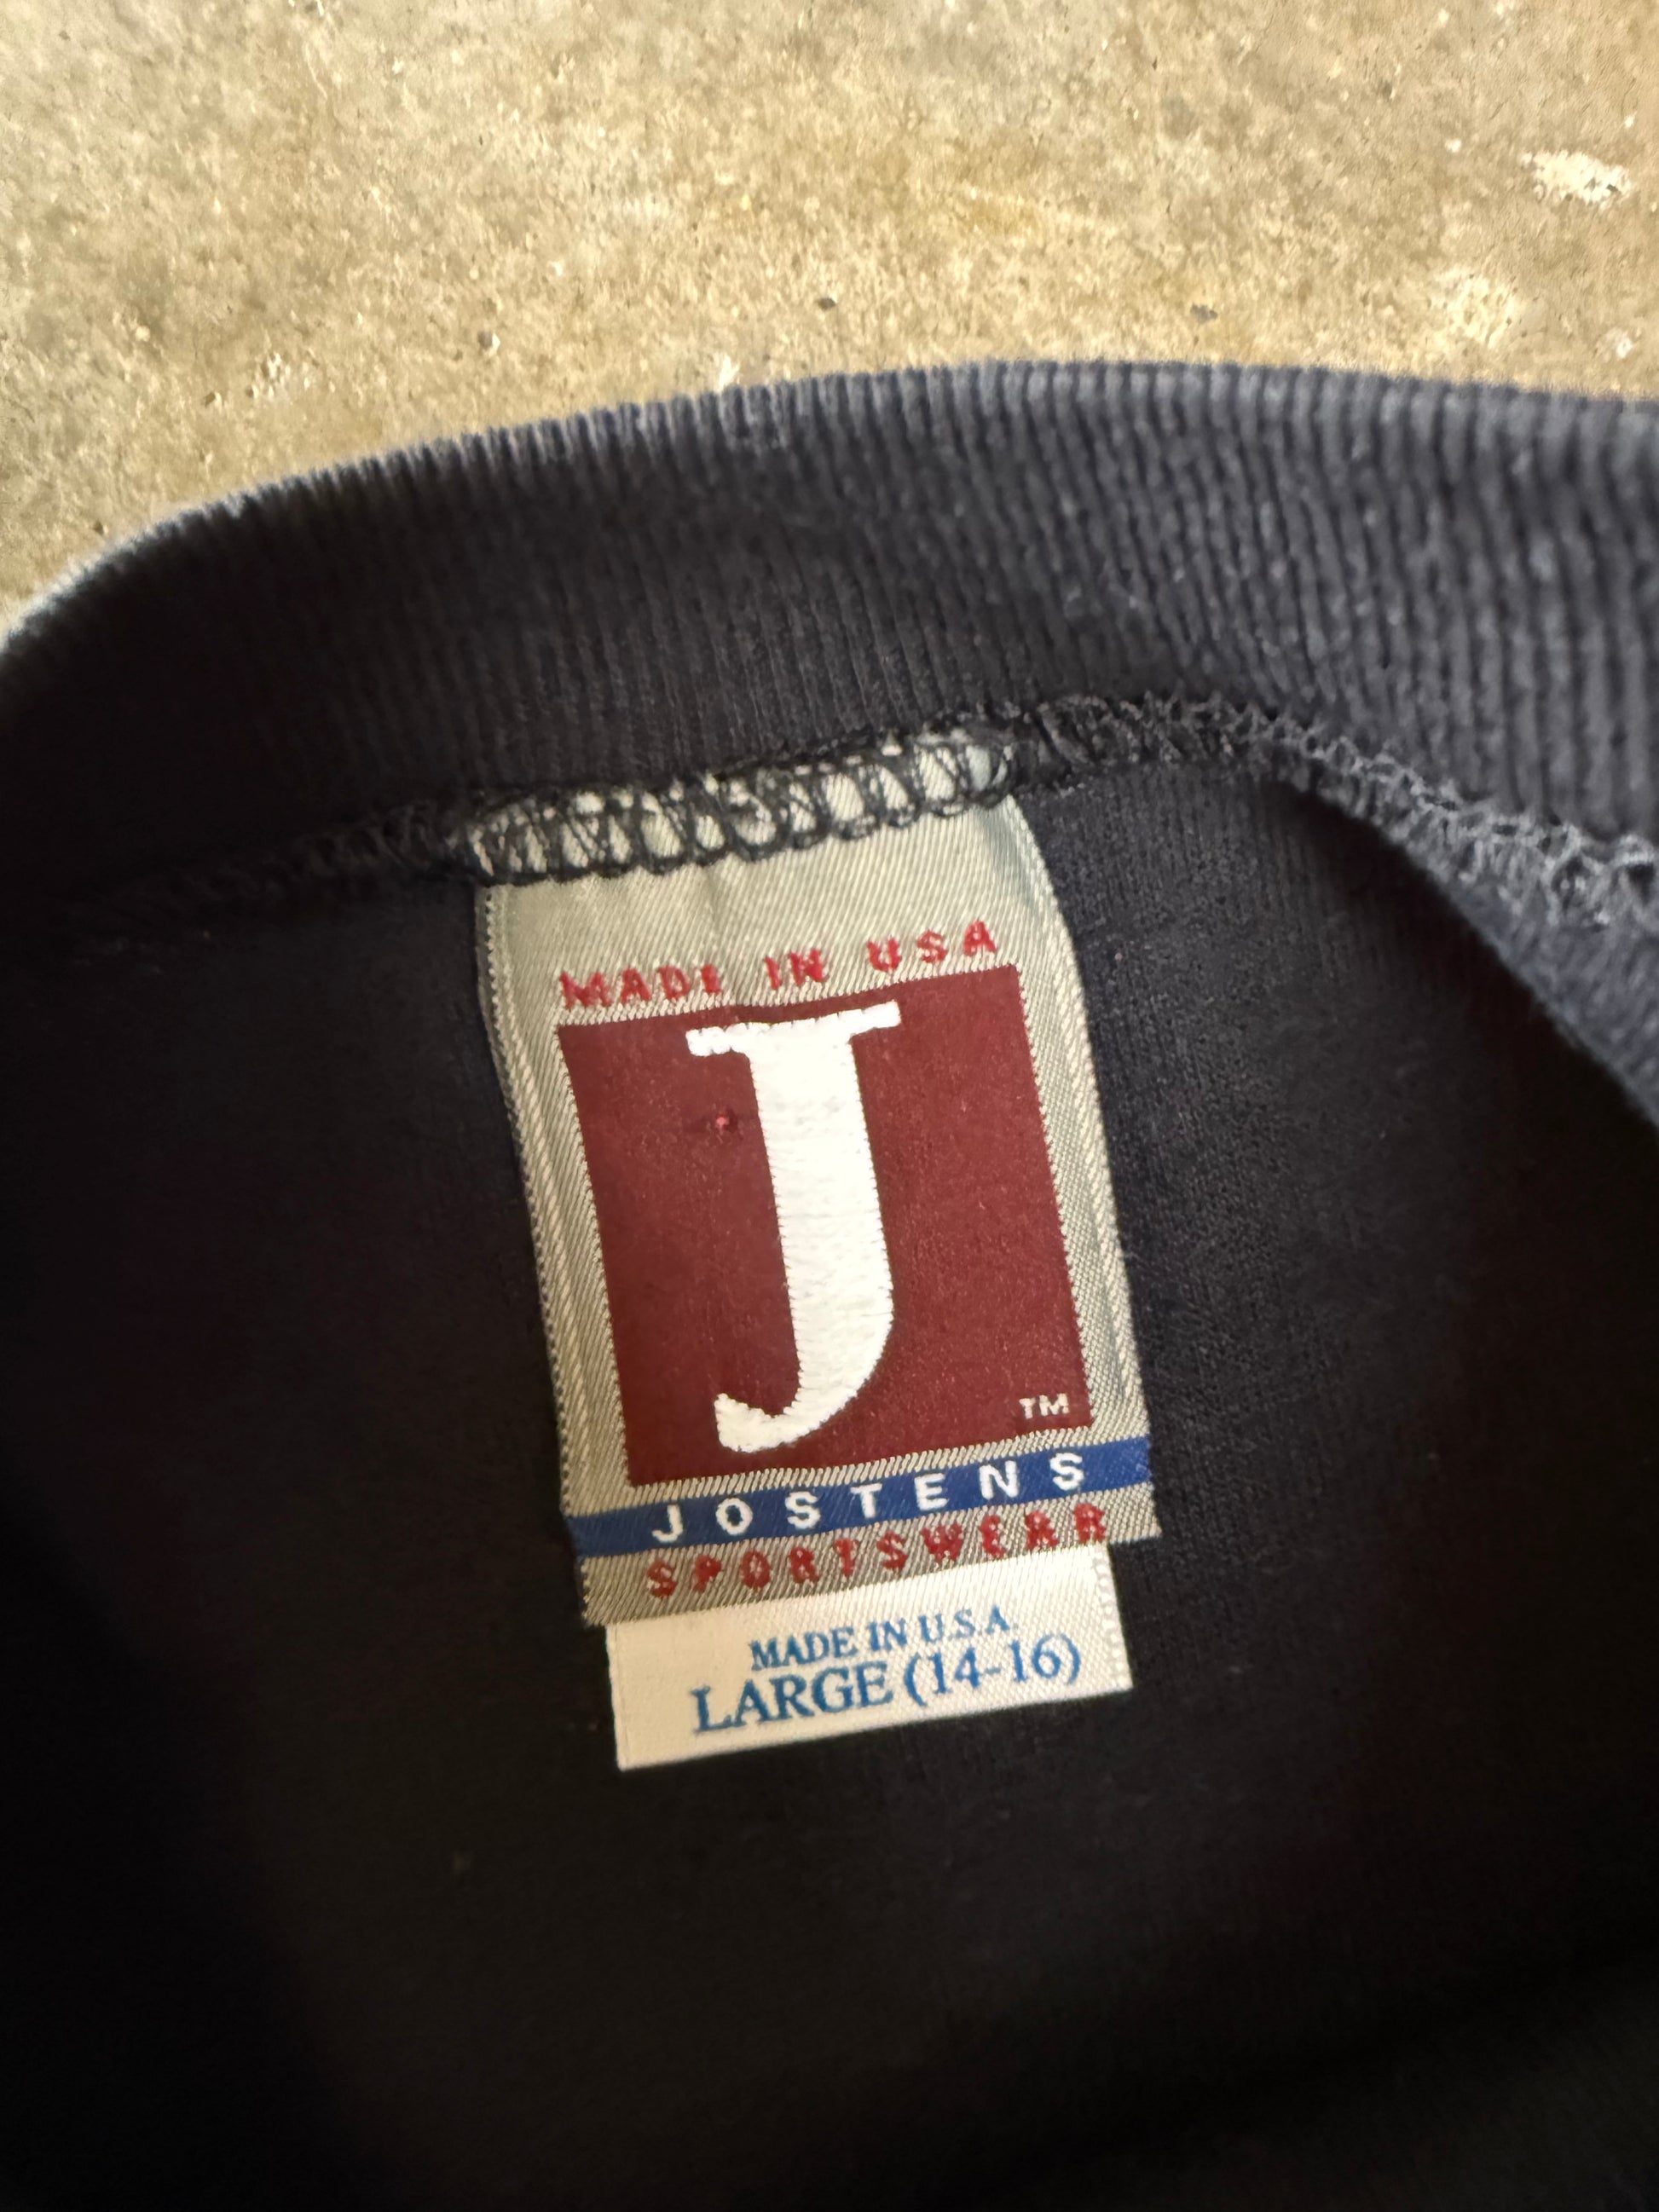 MADE IN USA
J
TM
JOSTENS
SPORTSWEAR
MADE IN U.S.A.
LARGE (14-16)